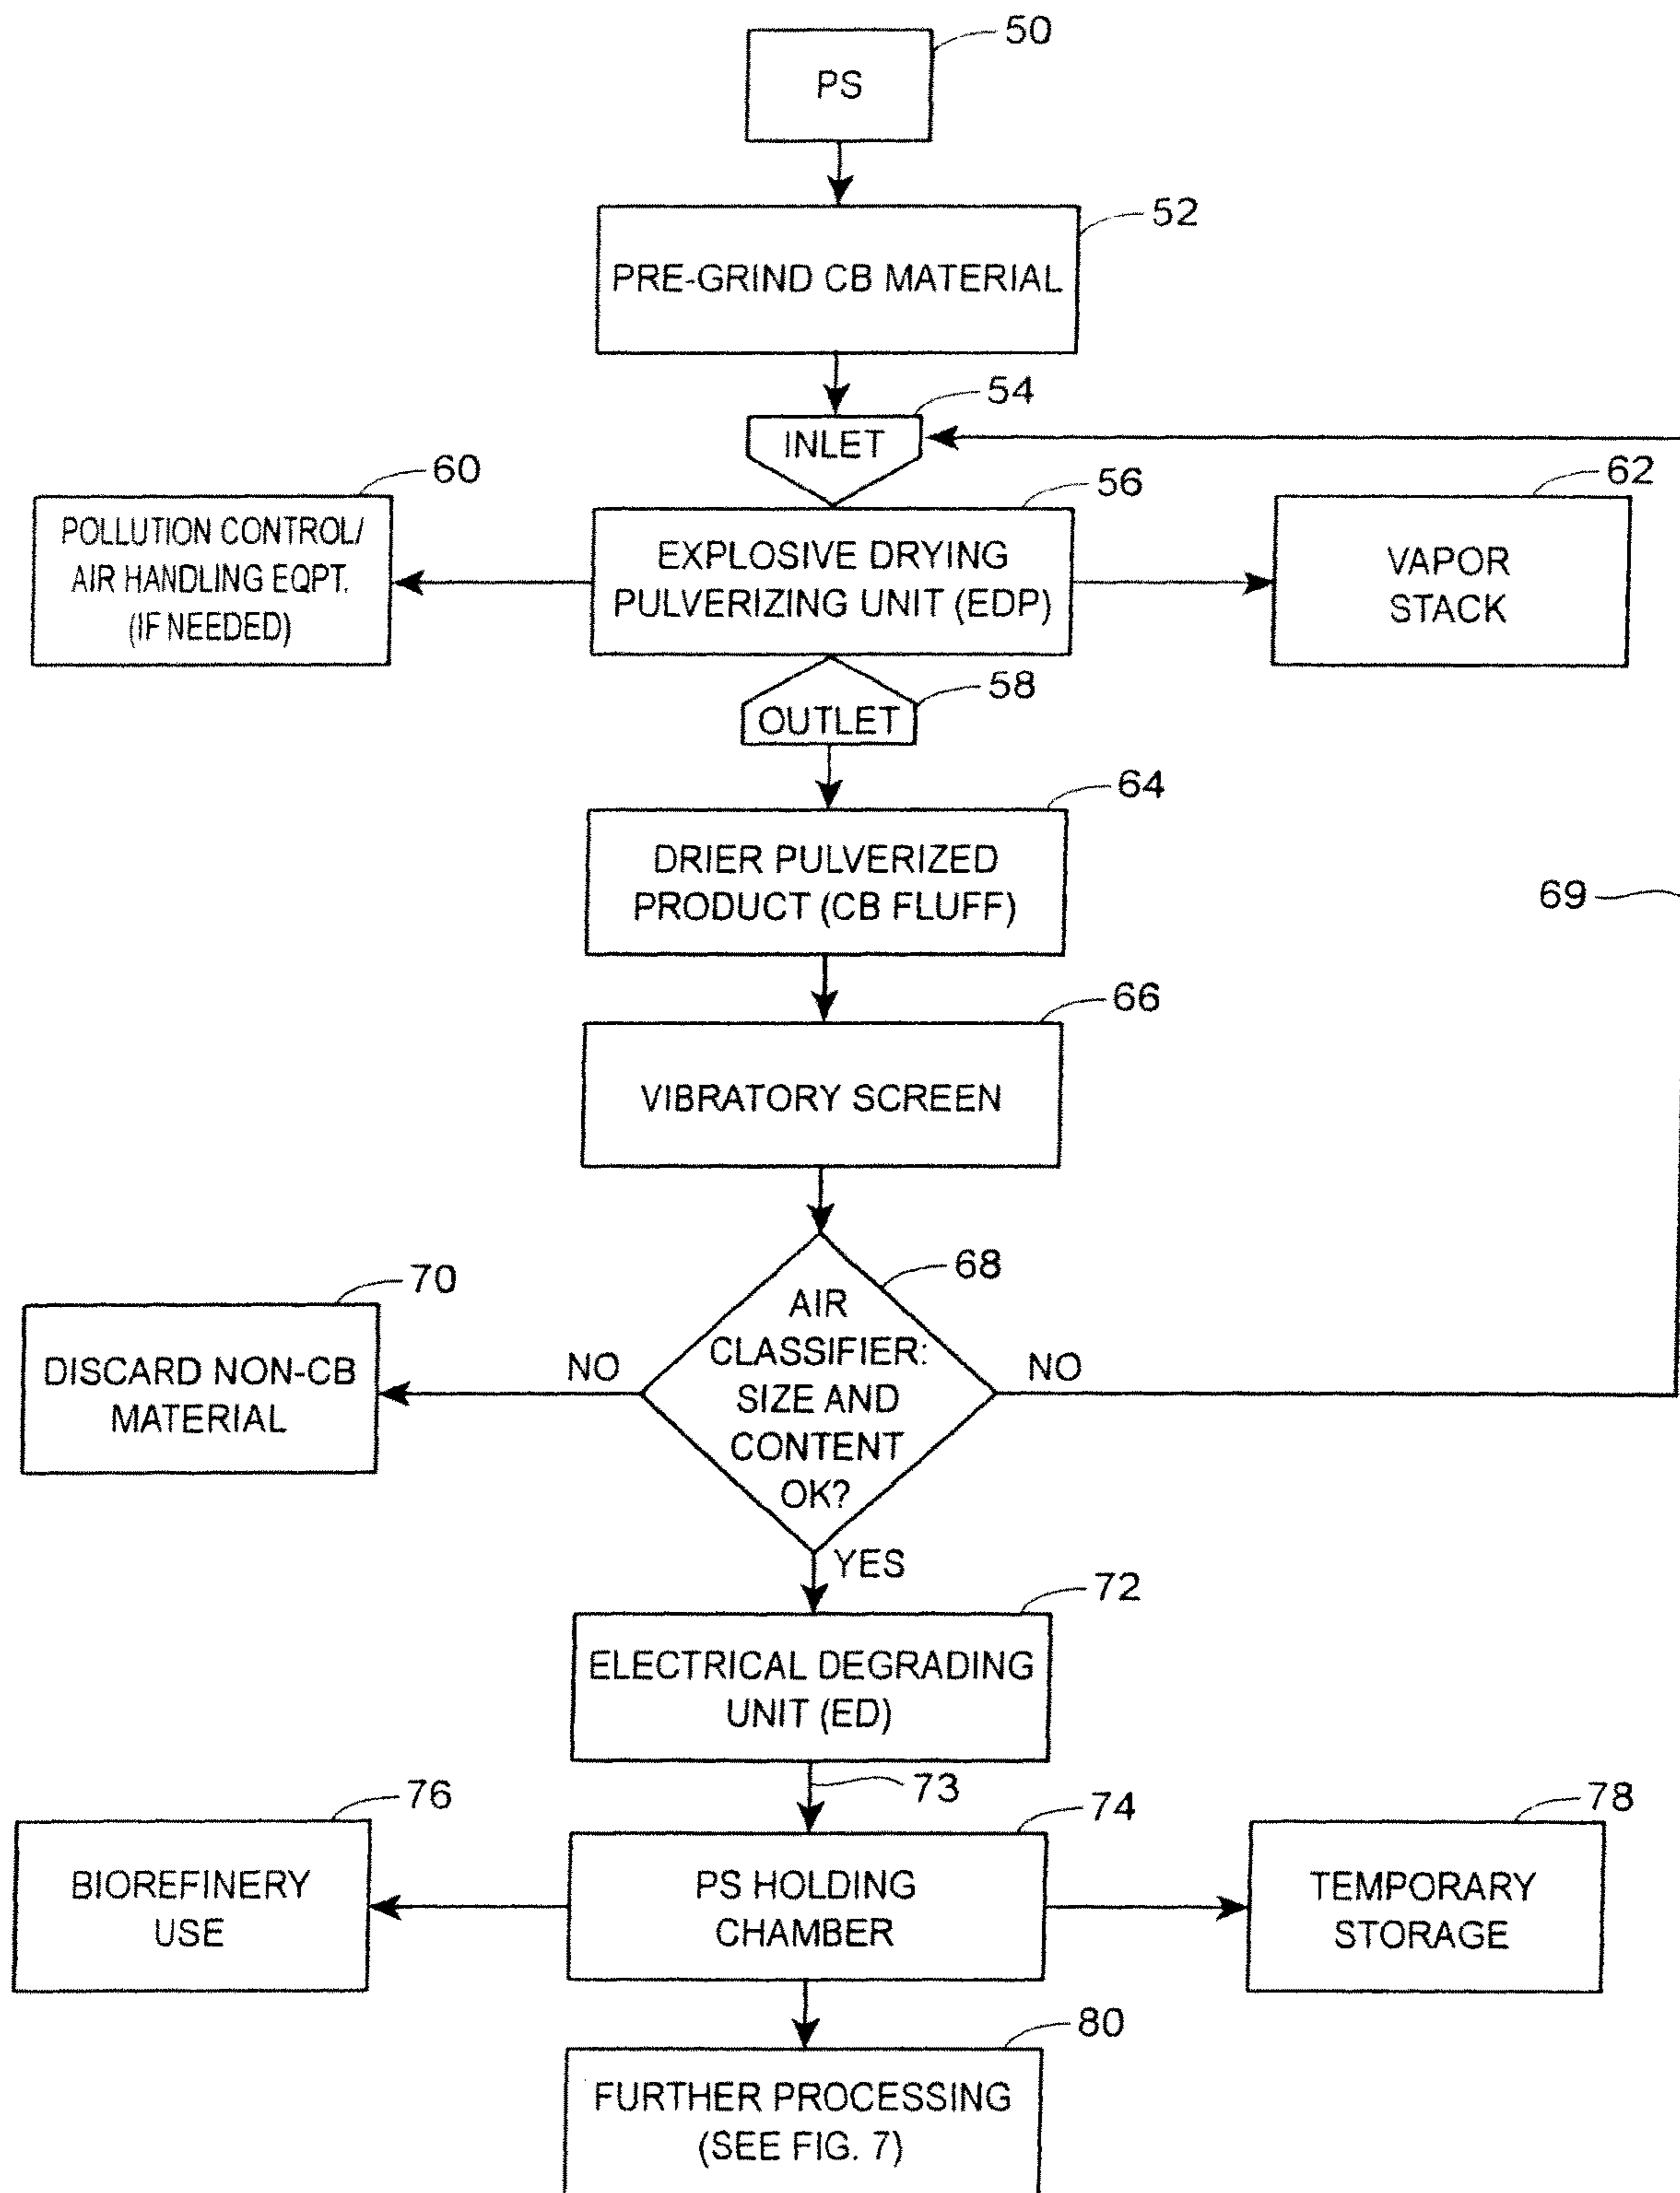 50
PS
52
PRE-GRIND CB MATERIAL
54
INLET
60
POLLUTION CONTROL/
AIR HANDLING EQPT.
(IF NEEDED)
56
EXPLOSIVE DRYING
PULVERIZING UNIT (EDP)
62
VAPOR
STACK
58
OUTLET
64
DRIER PULVERIZED
PRODUCT (CB FLUFF)
69
66
VIBRATORY SCREEN
68
AIR
CLASSIFIER:
SIZE AND
CONTENT
OK?
70
DISCARD NON-CB
MATERIAL
NO
NO
YES
72
ELECTRICAL DEGRADING
UNIT (ED)
73
76
BIOREFINERY
USE
74
PS HOLDING
CHAMBER
78
TEMPORARY
STORAGE
80
FURTHER PROCESSING
(SEE FIG. 7)